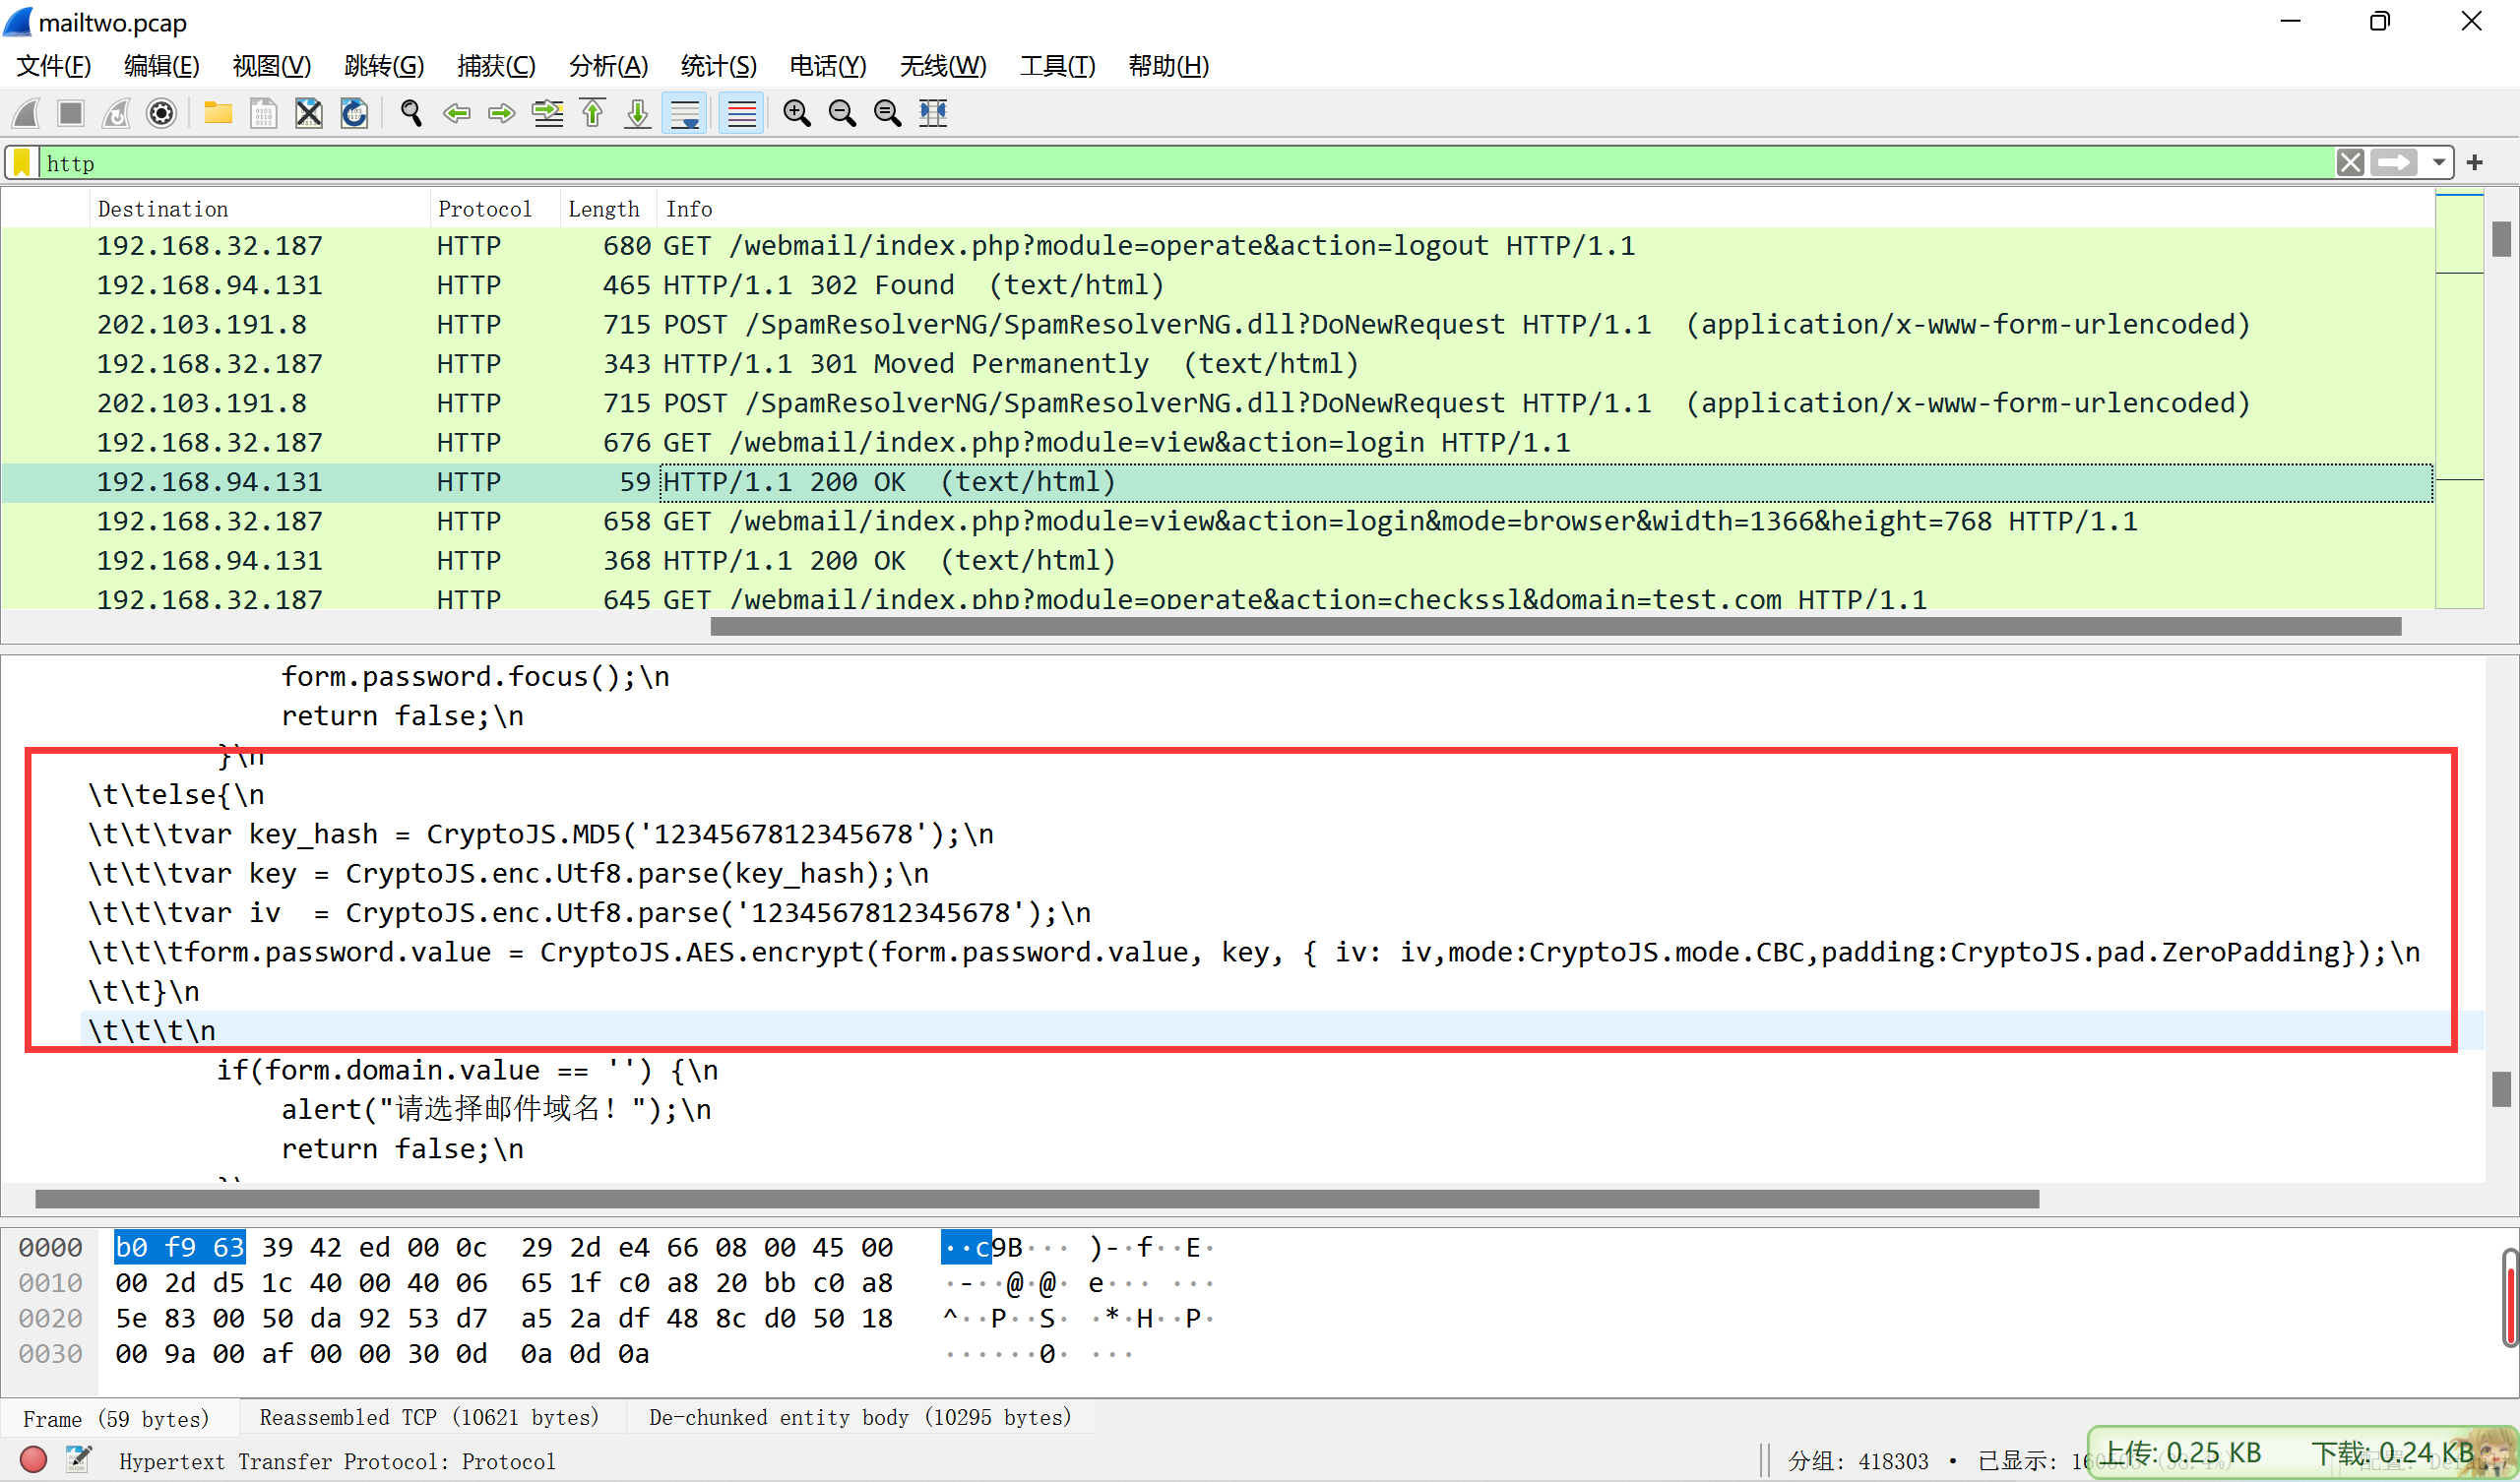 mailtwo.pcap
文件(F) 编辑(E) 视图(V) 跳转(G) 捕获(C) 分析(A) 统计(S) 电话(Y) 无线(W) 工具(T) 帮助(H)
http
Destination Protocol Length Info
192.168.32.187 HTTP 680 GET /webmail/index.php?module=operate&action=logout HTTP/1.1
192.168.94.131 HTTP 465 HTTP/1.1 302 Found (text/html)
202.103.191.8 HTTP 715 POST /SpamResolverNG/SpamResolverNG.dll?DoNewRequest HTTP/1.1 (application/x-www-form-urlencoded)
192.168.32.187 HTTP 343 HTTP/1.1 301 Moved Permanently (text/html)
202.103.191.8 HTTP 715 POST /SpamResolverNG/SpamResolverNG.dll?DoNewRequest HTTP/1.1 (application/x-www-form-urlencoded)
192.168.32.187 HTTP 676 GET /webmail/index.php?module=view&action=login HTTP/1.1
192.168.94.131 HTTP 59 HTTP/1.1 200 OK (text/html)
192.168.32.187 HTTP 658 GET /webmail/index.php?module=view&action=login&mode=browser&width=1366&height=768 HTTP/1.1
192.168.94.131 HTTP 368 HTTP/1.1 200 OK (text/html)
192.168.32.187 HTTP 645 GET /webmail/index.php?module=operate&action=checkssl&domain=test.com HTTP/1.1
form.password.focus();\n
return false;\n
}\n
\t\telse{\n
\t\t\tvar key_hash = CryptoJS.MD5('1234567812345678');\n
\t\t\tvar key = CryptoJS.enc.Utf8.parse(key_hash);\n
\t\t\tvar iv  = CryptoJS.enc.Utf8.parse('1234567812345678');\n
\t\t\tform.password.value = CryptoJS.AES.encrypt(form.password.value, key, { iv: iv,mode:CryptoJS.mode.CBC,padding:CryptoJS.pad.ZeroPadding});\n
\t\t}\n
\t\t\t\n
if(form.domain.value == '') {\n
alert("请选择邮件域名！");\n
return false;\n
0000 b0 f9 63 39 42 ed 00 0c 29 2d e4 66 08 00 45 00 ··c9B··· )-·f··E·
0010 00 2d d5 1c 40 00 40 06 65 1f c0 a8 20 bb c0 a8 ·-··@·@· e··· ···
0020 5e 83 00 50 da 92 53 d7 a5 2a df 48 8c d0 50 18 ^··P··S· ·*·H··P·
0030 00 9a 00 af 00 00 30 0d 0a 0d 0a ······0· ···
Frame (59 bytes) Reassembled TCP (10621 bytes) De-chunked entity body (10295 bytes)
Hypertext Transfer Protocol: Protocol 分组: 418303 · 已显示:
上传: 0.25 KB 下载: 0.24 KB